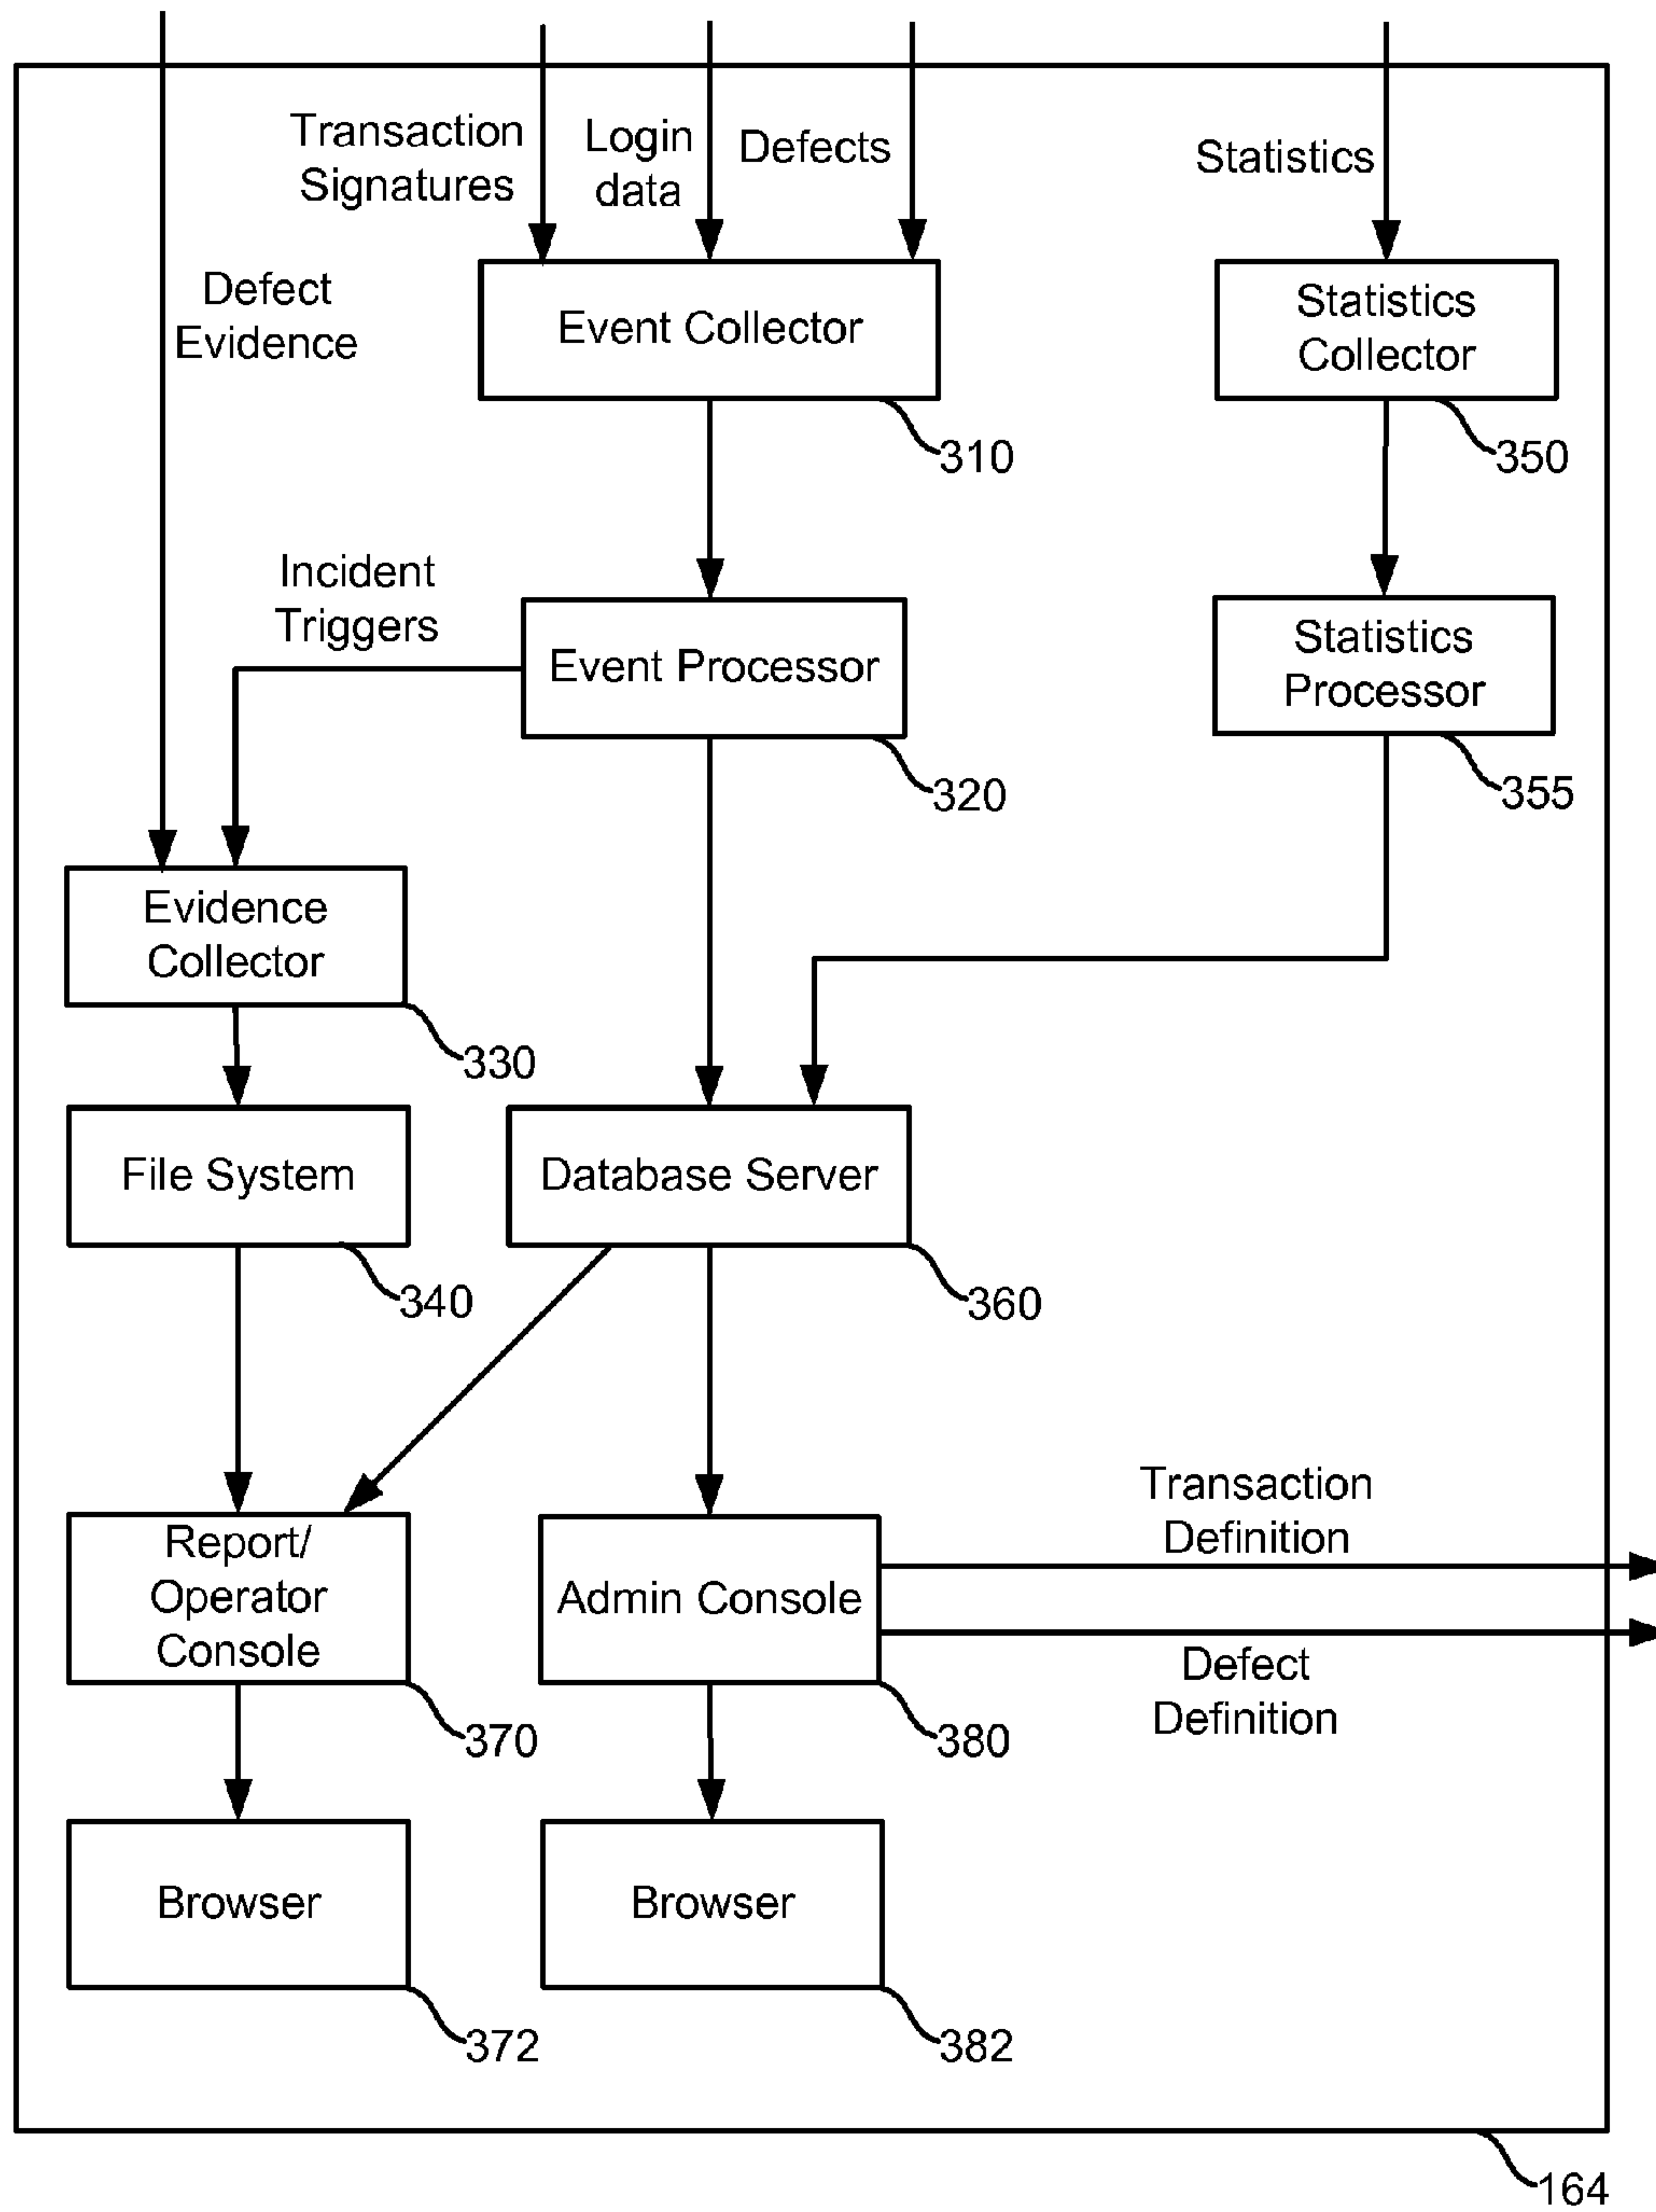 Transaction
Signatures
Login
data
Defects
Statistics
Defect
Evidence
Event Collector
310
Statistics
Collector
350
Incident
Triggers
Event Processor
320
Statistics
Processor
355
Evidence
Collector
330
File System
340
Database Server
360
Report/
Operator
Console
370
Admin Console
380
Transaction
Definition
Defect
Definition
Browser
372
Browser
382
164